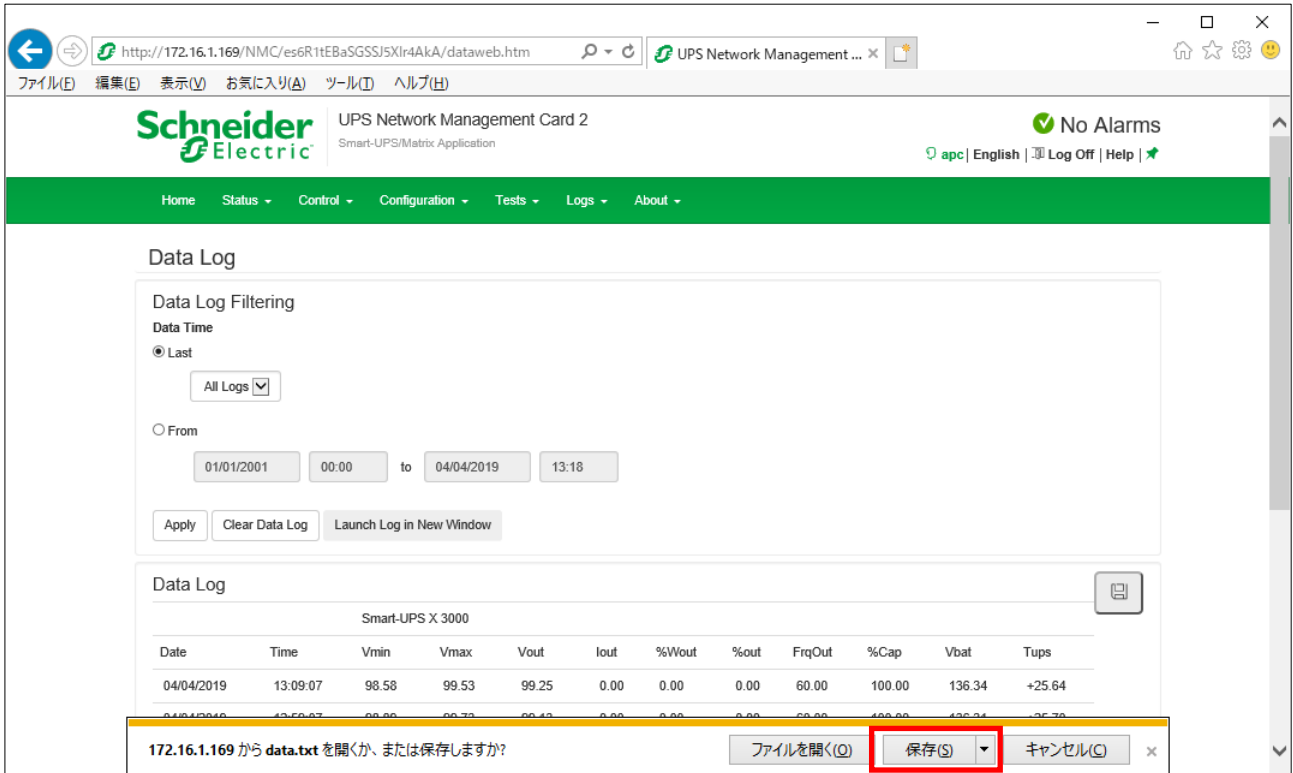 http://172.16.1.169/NMC/es6R1tEBaSGSSJ5Xlr4AkA/dataweb.htm
UPS Network Management ...
ファイル(F) 編集(E) 表示(V) お気に入り(A) ツール(T) ヘルプ(H)
Schneider Electric
UPS Network Management Card 2
Smart-UPS/Matrix Application
No Alarms
apc | English | Log Off | Help |
Home Status Control Configuration Tests Logs About
Data Log
Data Log Filtering
Data Time
Last
All Logs
From
01/01/2001 00:00 to 04/04/2019 13:18
Apply Clear Data Log Launch Log in New Window
Data Log
Smart-UPS X 3000
Date Time Vmin Vmax Vout Iout %Wout %out FrqOut %Cap Vbat Tups
04/04/2019 13:09:07 98.58 99.53 99.25 0.00 0.00 0.00 60.00 100.00 136.34 +25.64
172.16.1.169 から data.txt を開くか、または保存しますか?
ファイルを開く(O) 保存(S) キャンセル(C)